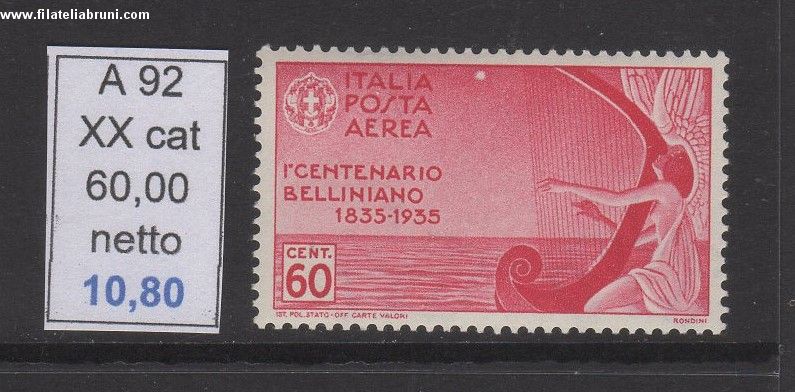 www.filateliabruni.com
A 92
XX cat
60,00
netto
10,80
ITALIA
POSTA
AEREA
I° CENTENARIO
BELLINIANO
1835-1935
CENT.
60
IST. POL. STATO - OFF. CARTE VALORI
RONDINI